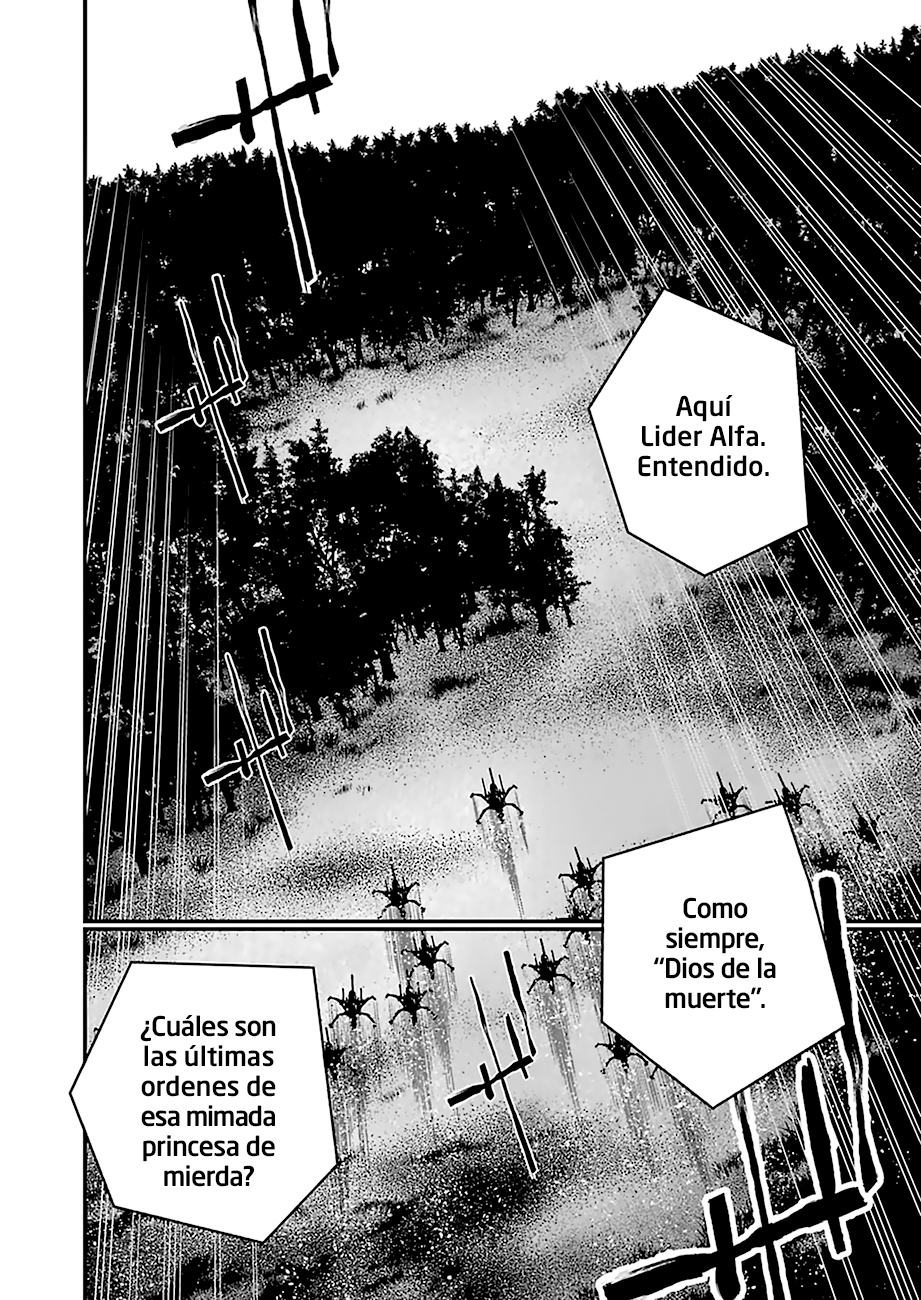 Aquí
Lider Alfa.
Entendido.
Como
siempre,
"Dios de la
muerte".
¿Cuáles son
las últimas
ordenes de
esa mimada
princesa de
mierda?